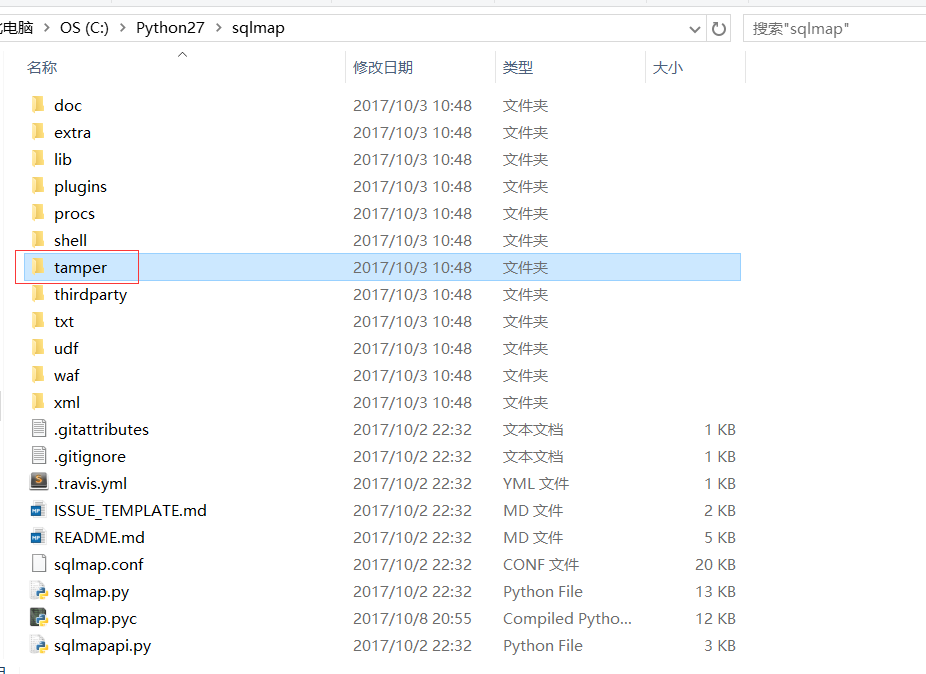 电脑 > OS (C:) > Python27 > sqlmap 搜索"sqlmap"
名称 修改日期 类型 大小
doc 2017/10/3 10:48 文件夹
extra 2017/10/3 10:48 文件夹
lib 2017/10/3 10:48 文件夹
plugins 2017/10/3 10:48 文件夹
procs 2017/10/3 10:48 文件夹
shell 2017/10/3 10:48 文件夹
tamper 2017/10/3 10:48 文件夹
thirdparty 2017/10/3 10:48 文件夹
txt 2017/10/3 10:48 文件夹
udf 2017/10/3 10:48 文件夹
waf 2017/10/3 10:48 文件夹
xml 2017/10/3 10:48 文件夹
.gitattributes 2017/10/2 22:32 文本文档 1 KB
.gitignore 2017/10/2 22:32 文本文档 1 KB
.travis.yml 2017/10/2 22:32 YML 文件 1 KB
ISSUE_TEMPLATE.md 2017/10/2 22:32 MD 文件 2 KB
README.md 2017/10/2 22:32 MD 文件 5 KB
sqlmap.conf 2017/10/2 22:32 CONF 文件 20 KB
sqlmap.py 2017/10/2 22:32 Python File 13 KB
sqlmap.pyc 2017/10/8 20:55 Compiled Pytho... 12 KB
sqlmapapi.py 2017/10/2 22:32 Python File 3 KB